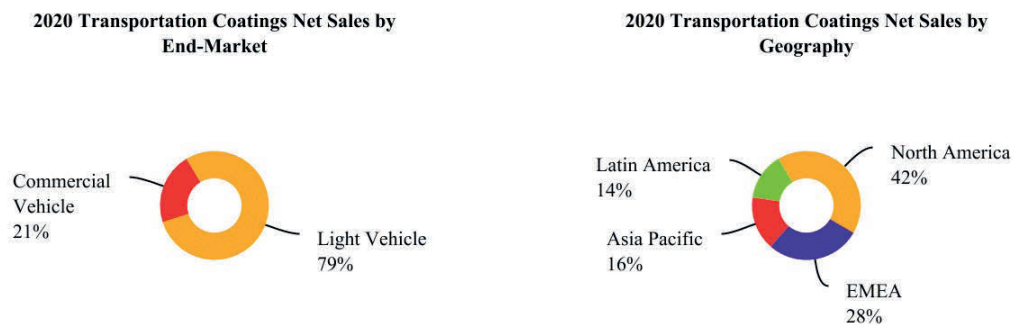 2020 Transportation Coatings Net Sales by
End-Market
Commercial
Vehicle
21%
Light Vehicle
79%
2020 Transportation Coatings Net Sales by
Geography
Latin America
14%
North America
42%
Asia Pacific
16%
EMEA
28%